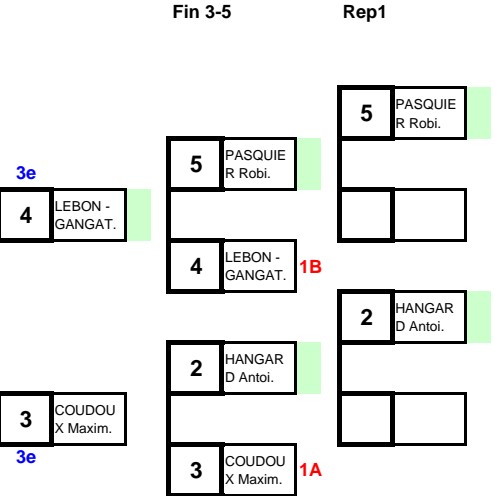 Fin 3-5 Rep1
5 PASQUIE
R Robi.
5 PASQUIE
R Robi.
3e
4 LEBON -
GANGAT.
4 LEBON -
GANGAT. 1B
2 HANGAR
D Antoi.
2 HANGAR
D Antoi.
3 COUDOU
X Maxim.
3e
3 COUDOU
X Maxim. 1A